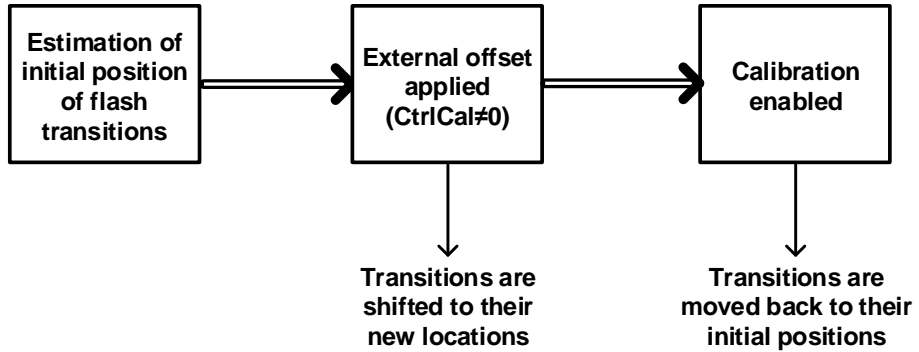 Estimation of
initial position
of flash
transitions
External offset
applied
(CtrlCal≠0)
Calibration
enabled
Transitions are
shifted to their
new locations
Transitions are
moved back to their
initial positions